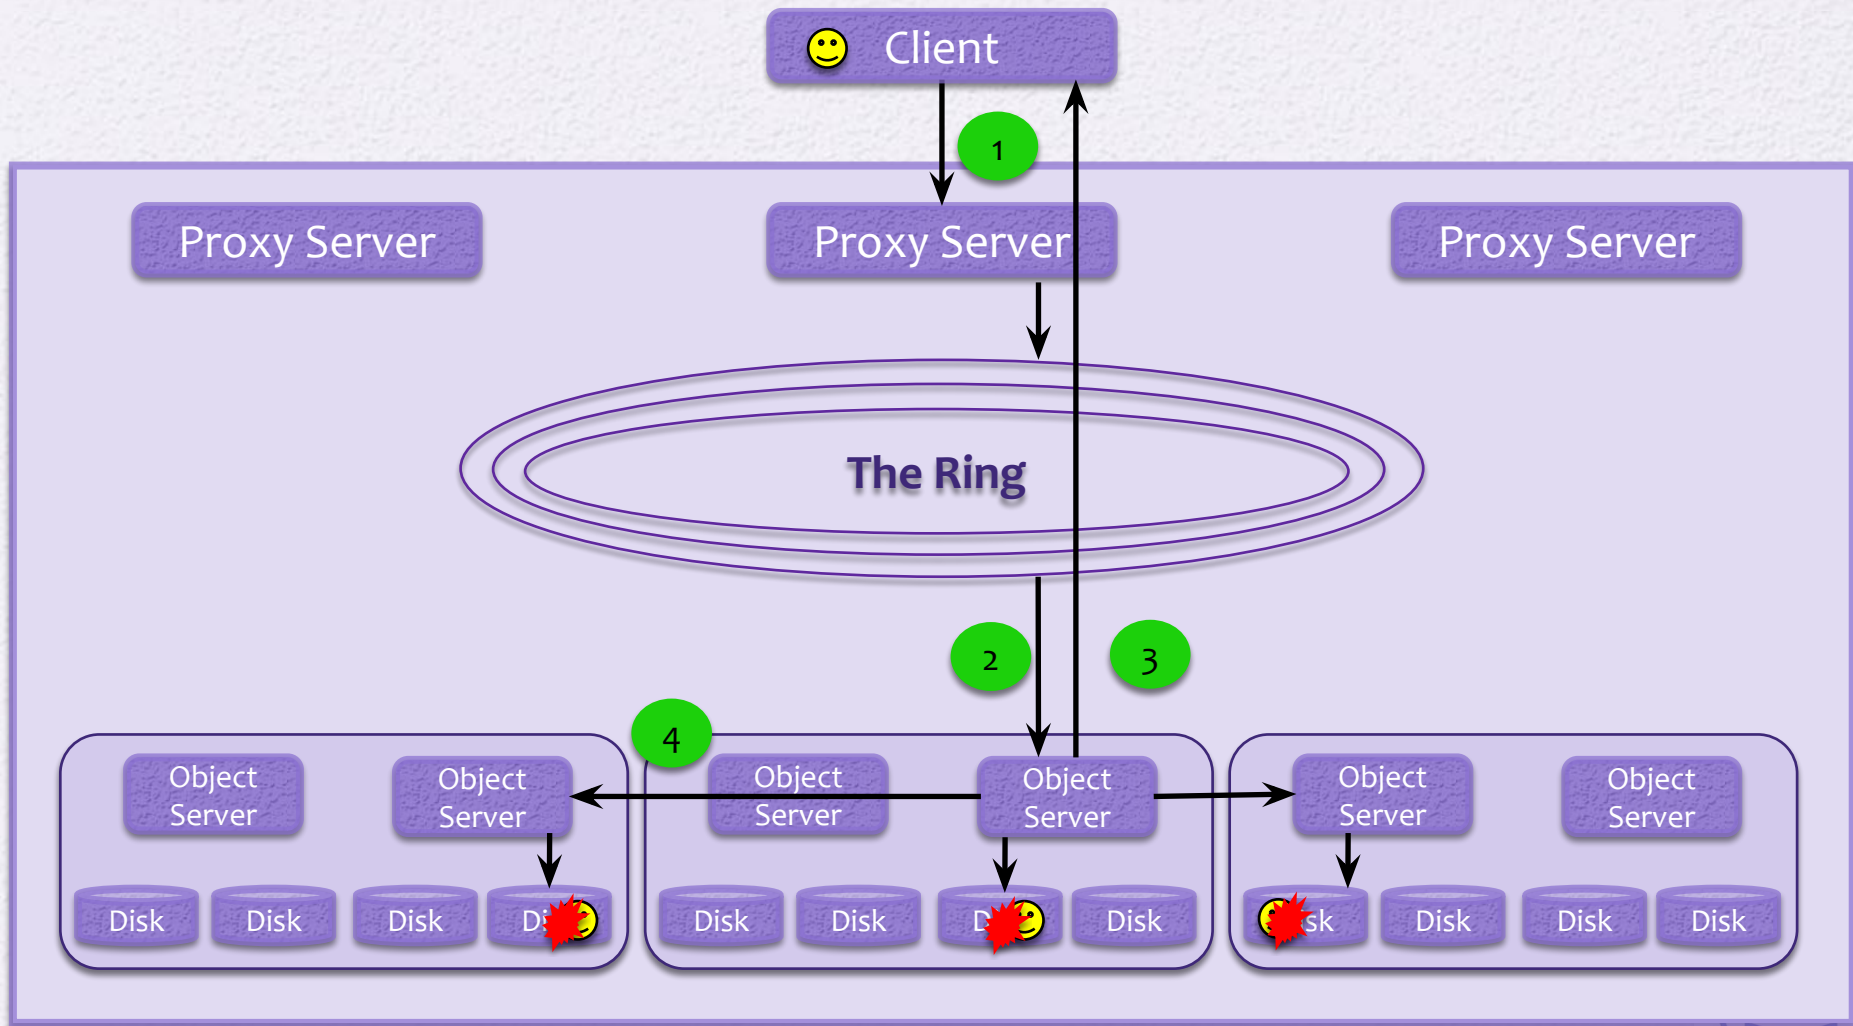 Client
1
Proxy Server
Proxy Server
Proxy Server
The Ring
2
3
4
Object
Server
Object
Server
Object
Server
Object
Server
Object
Server
Object
Server
Disk
Disk
Disk
Disk
Disk
Disk
Disk
Disk
Disk